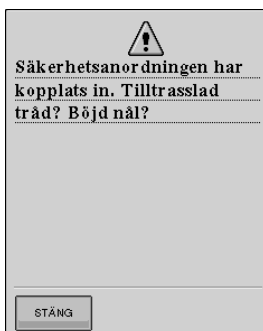 Säkerhetsanordningen har
kopplats in. Tilltrasslad
tråd? Böjd nål?
STÄNG